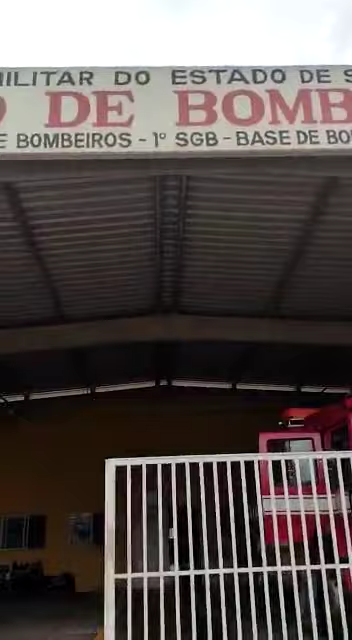 MILITAR DO ESTADO DE S
O DE BOMB
E BOMBEIROS - 1º SGB - BASE DE BO